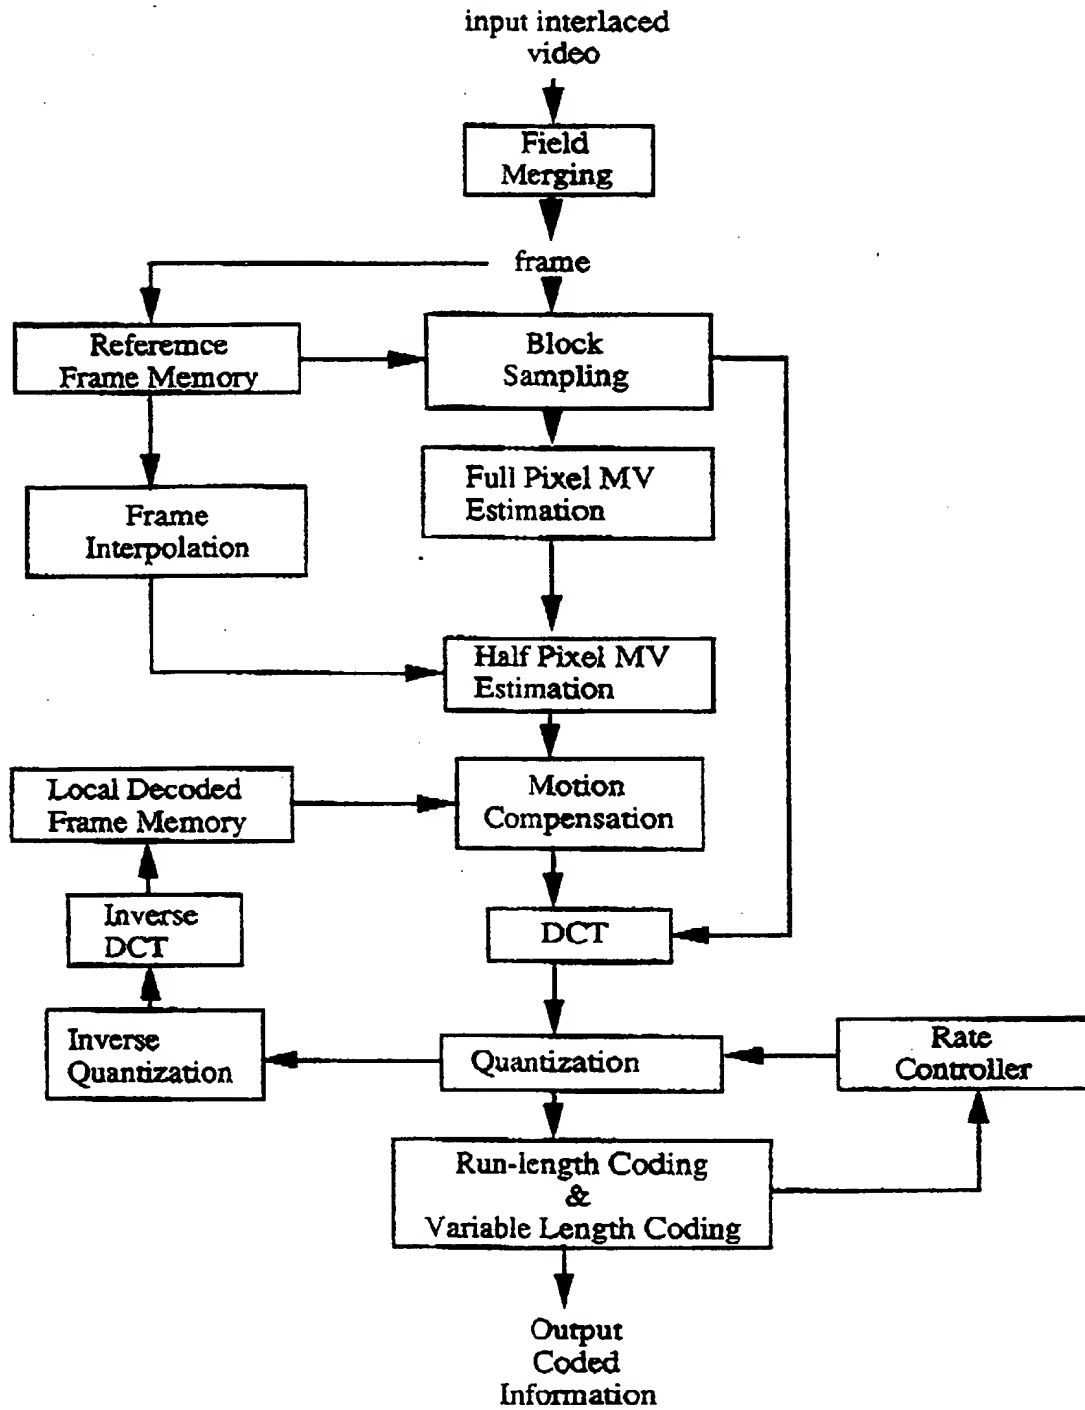 input interlaced
video
Field
Merging
frame
Referemce
Frame Memory
Block
Sampling
Full Pixel MV
Estimation
Frame
Interpolation
Half Pixel MV
Estimation
Local Decoded
Frame Memory
Motion
Compensation
Inverse
DCT
DCT
Inverse
Quantization
Quantization
Rate
Controller
Run-length Coding
&
Variable Length Coding
Output
Coded
Information